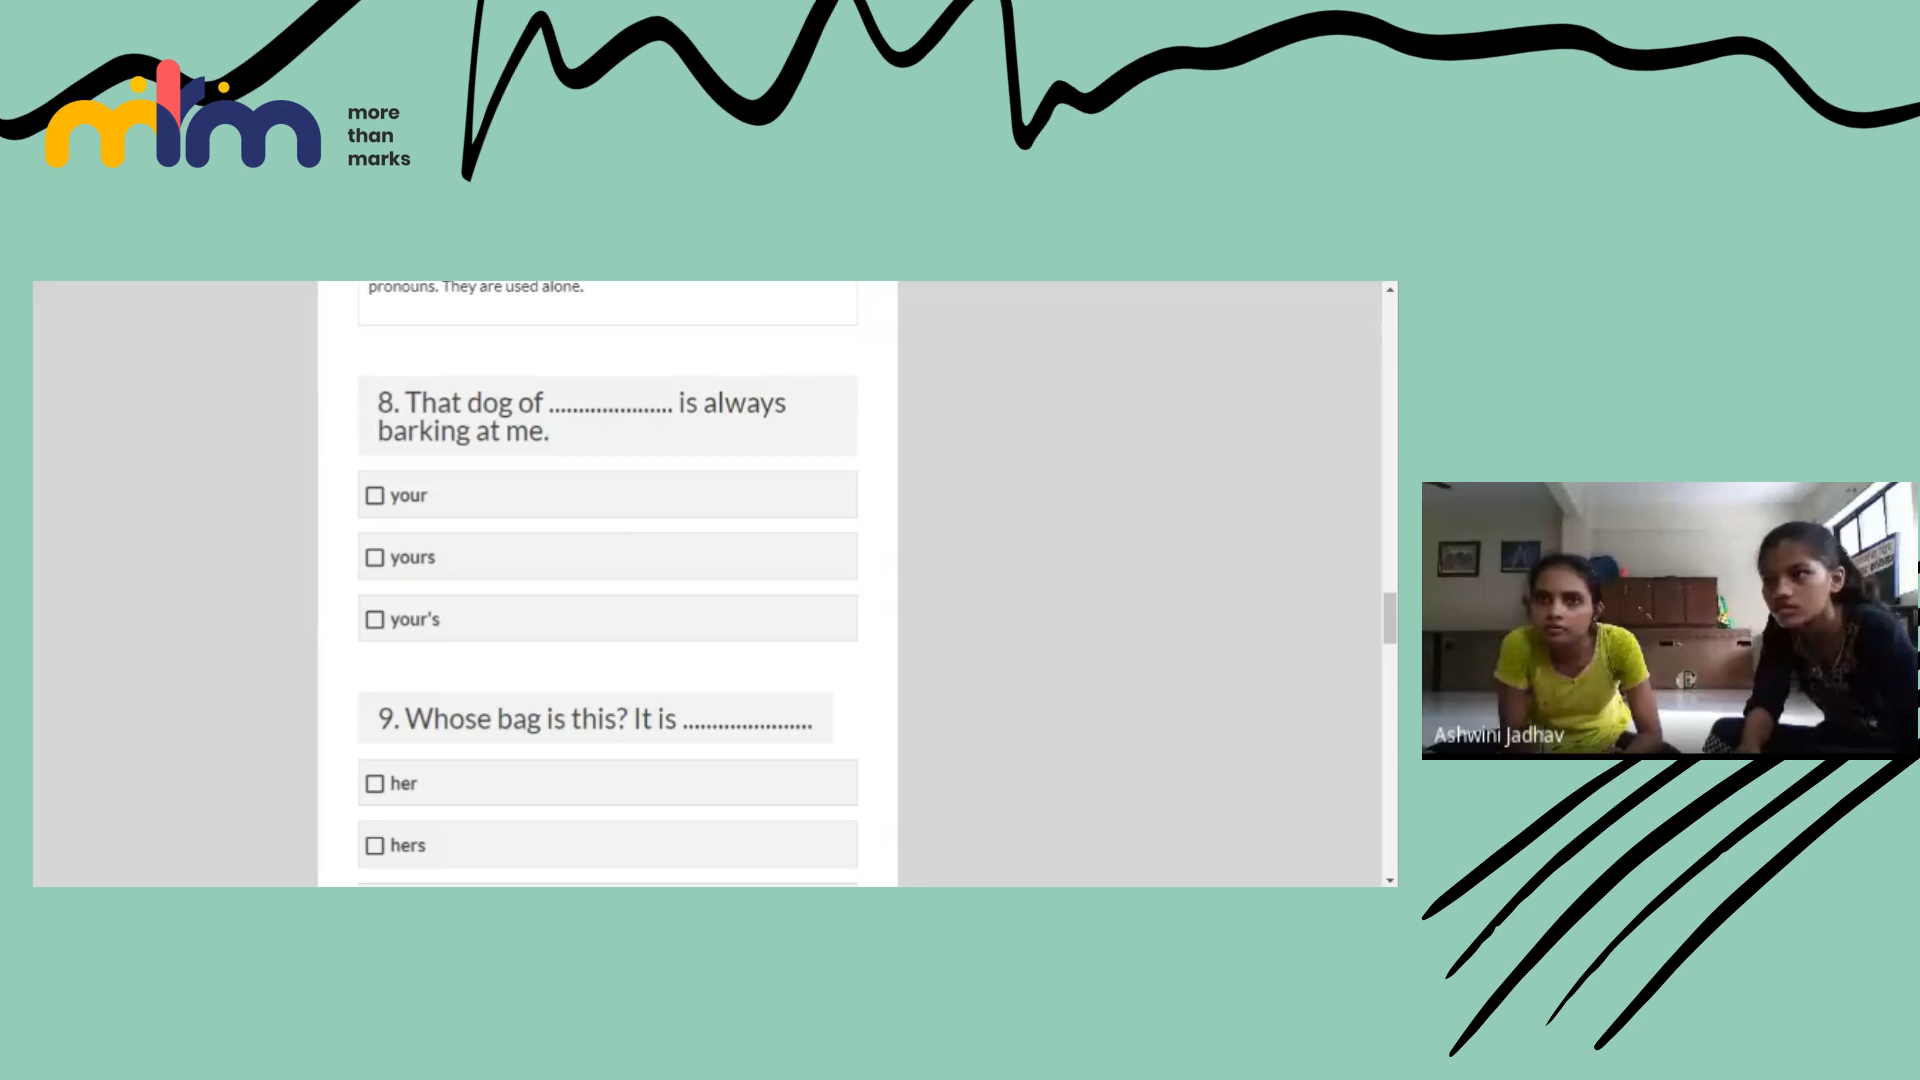 mtm
more
than
marks
pronouns. They are used alone.
8. That dog of ..................... is always
barking at me.
your
yours
your's
9. Whose bag is this? It is ......................
her
hers
Ashwini Jadhav